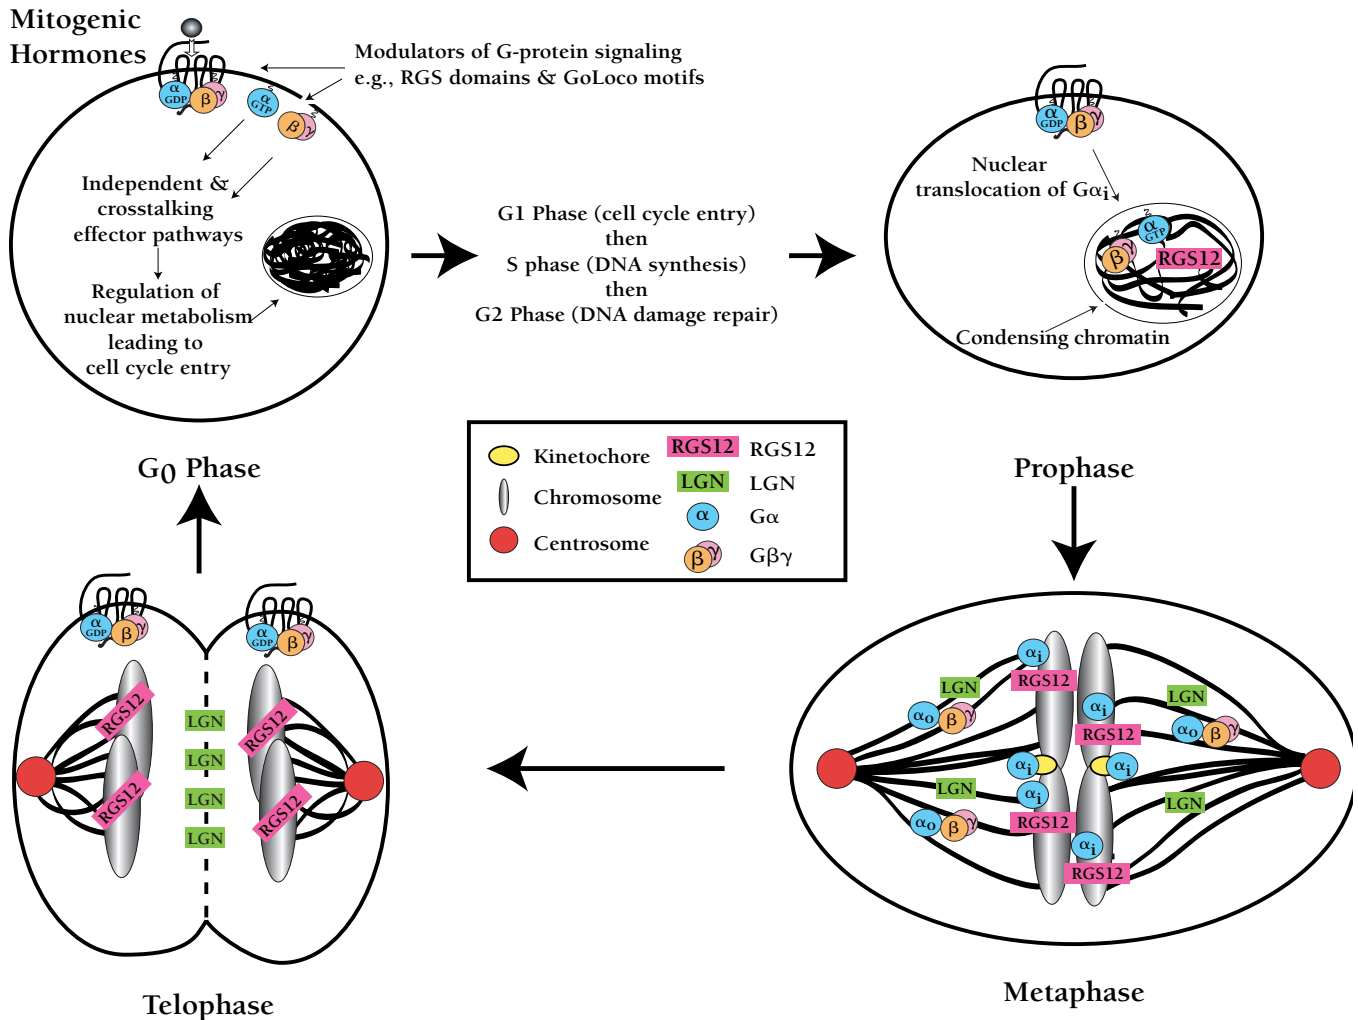 Mitogenic
Hormones
Modulators of G-protein signaling
e.g., RGS domains & GoLoco motifs
α
GDP
β
γ
α
GTP
β
γ
Independent &
crosstalking
effector pathways
Regulation of
nuclear metabolism
leading to
cell cycle entry
G0 Phase
G1 Phase (cell cycle entry)
then
S phase (DNA synthesis)
then
G2 Phase (DNA damage repair)
α
GDP
β
γ
Nuclear
translocation of Gαi
α
GTP
β
γ
RGS12
Condensing chromatin
Prophase
Kinetochore
Chromosome
Centrosome
RGS12 RGS12
LGN LGN
α Gα
βγ Gβγ
αi
RGS12
LGN
αo
β
γ
αi
αi
LGN
RGS12
αo
β
γ
αi
RGS12
LGN
αo
β
γ
αi
αi
RGS12
LGN
Metaphase
α
GDP
β
γ
α
GDP
β
γ
RGS12
RGS12
LGN
LGN
LGN
LGN
RGS12
RGS12
Telophase